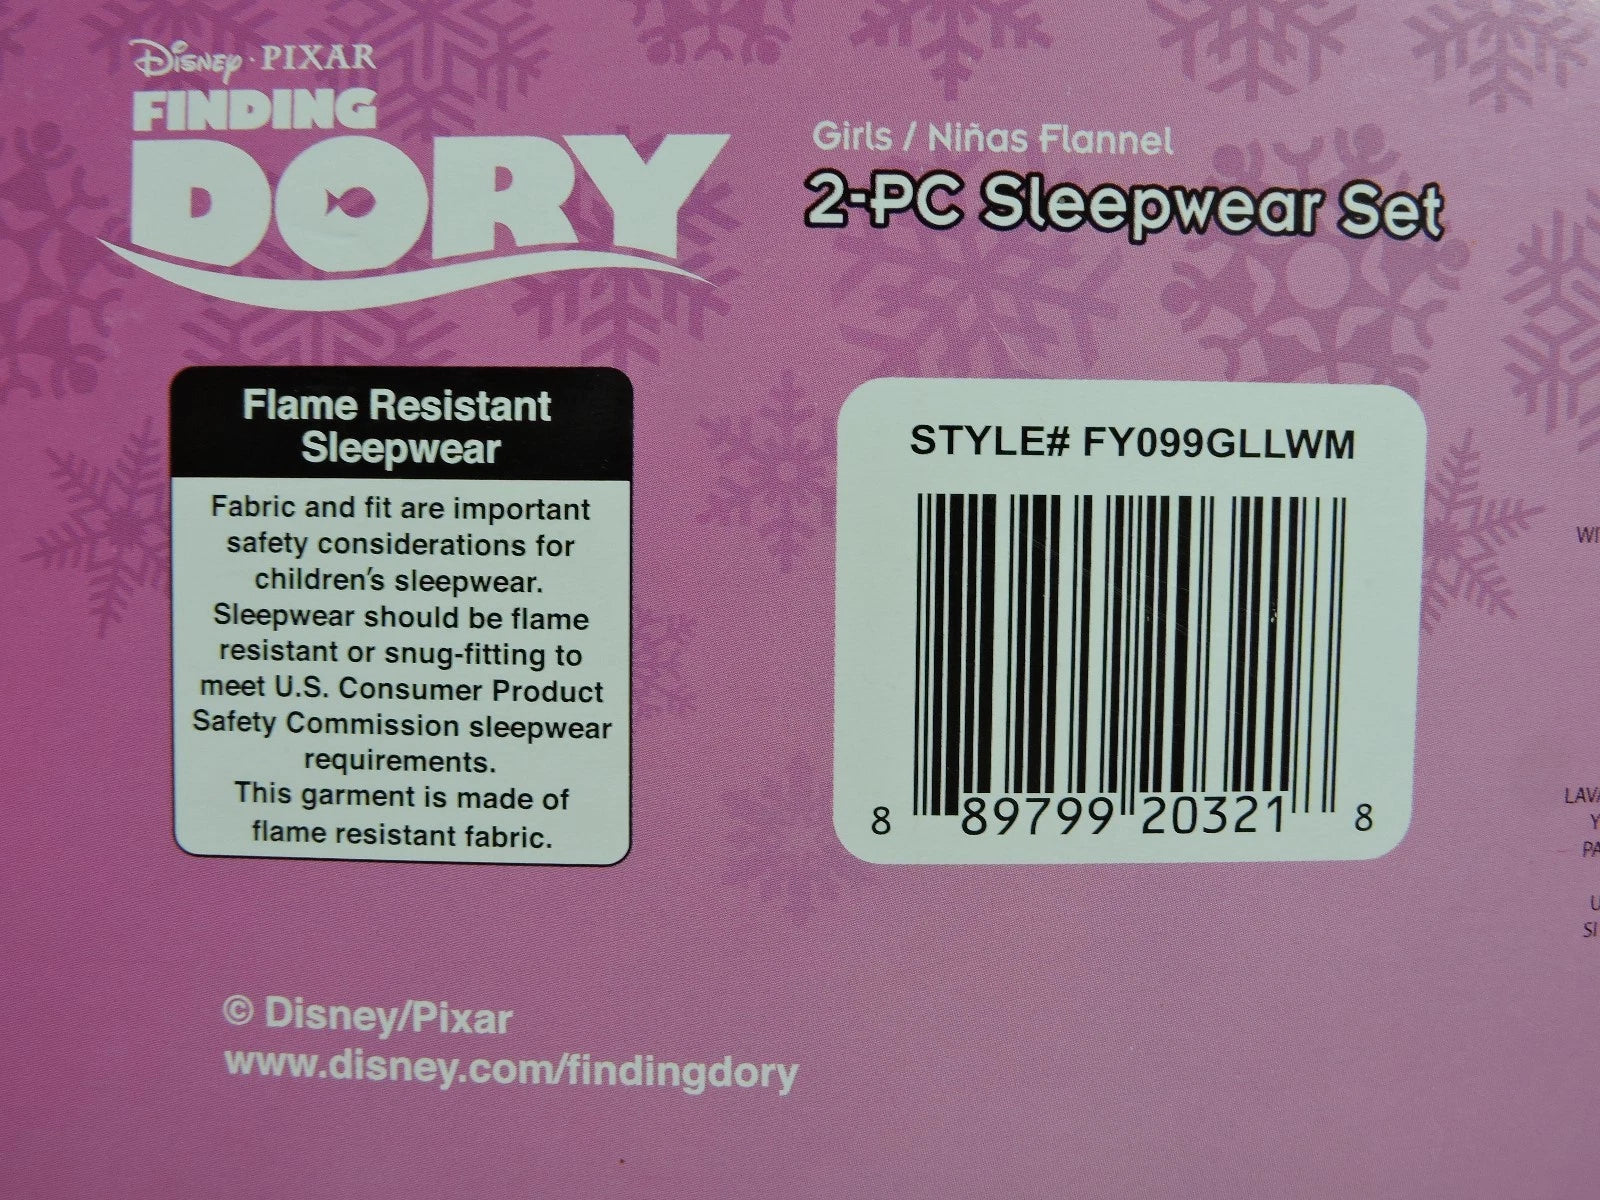 Disney · PIXAR
FINDING
DORY
Girls / Niñas Flannel
2-PC Sleepwear Set
Flame Resistant
Sleepwear
Fabric and fit are important
safety considerations for
children's sleepwear.
Sleepwear should be flame
resistant or snug-fitting to
meet U.S. Consumer Product
Safety Commission sleepwear
requirements.
This garment is made of
flame resistant fabric.
STYLE# FY099GLLWM
8 89799 20321 8
© Disney/Pixar
www.disney.com/findingdory